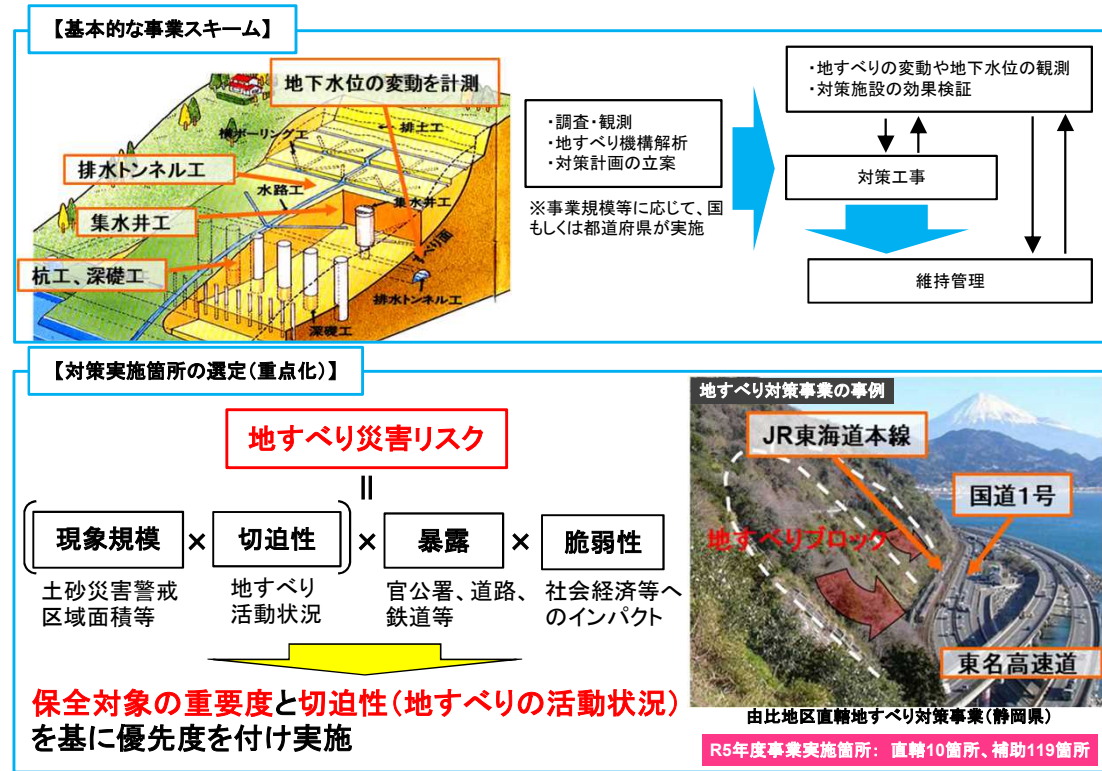 【基本的な事業スキーム】
地下水位の変動を計測
排土工
横ボーリング工
排水トンネル工
水路工
集水井工
集水井工
すべり面
杭工、深礎工
排水トンネル工
深礎工
・調査・観測
・地すべり機構解析
・対策計画の立案
※事業規模等に応じて、国
もしくは都道府県が実施
・地すべりの変動や地下水位の観測
・対策施設の効果検証
対策工事
維持管理
【対策実施箇所の選定(重点化)】
地すべり災害リスク
=
(現象規模 × 切迫性) × 暴露 × 脆弱性
土砂災害警戒
区域面積等
地すべり
活動状況
官公署、道路、
鉄道等
社会経済等へ
のインパクト
保全対象の重要度と切迫性(地すべりの活動状況)
を基に優先度を付け実施
地すべり対策事業の事例
JR東海道本線
国道1号
地すべりブロック
東名高速道
由比地区直轄地すべり対策事業(静岡県)
R5年度事業実施箇所: 直轄10箇所、補助119箇所